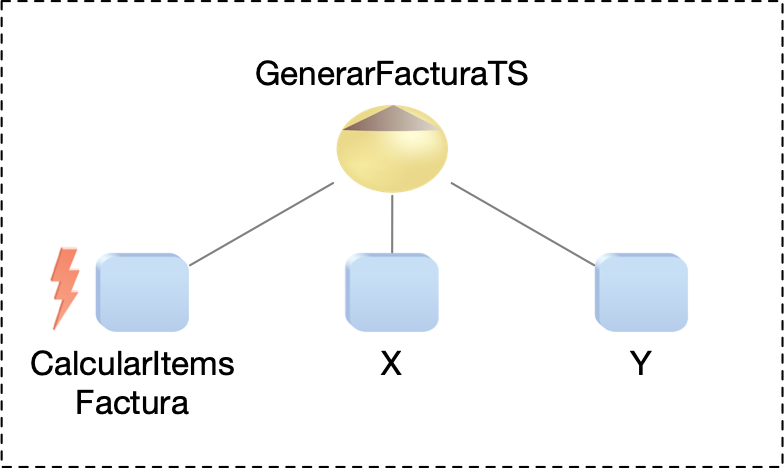 GenerarFacturaTS
CalcularItems
Factura
X
Y